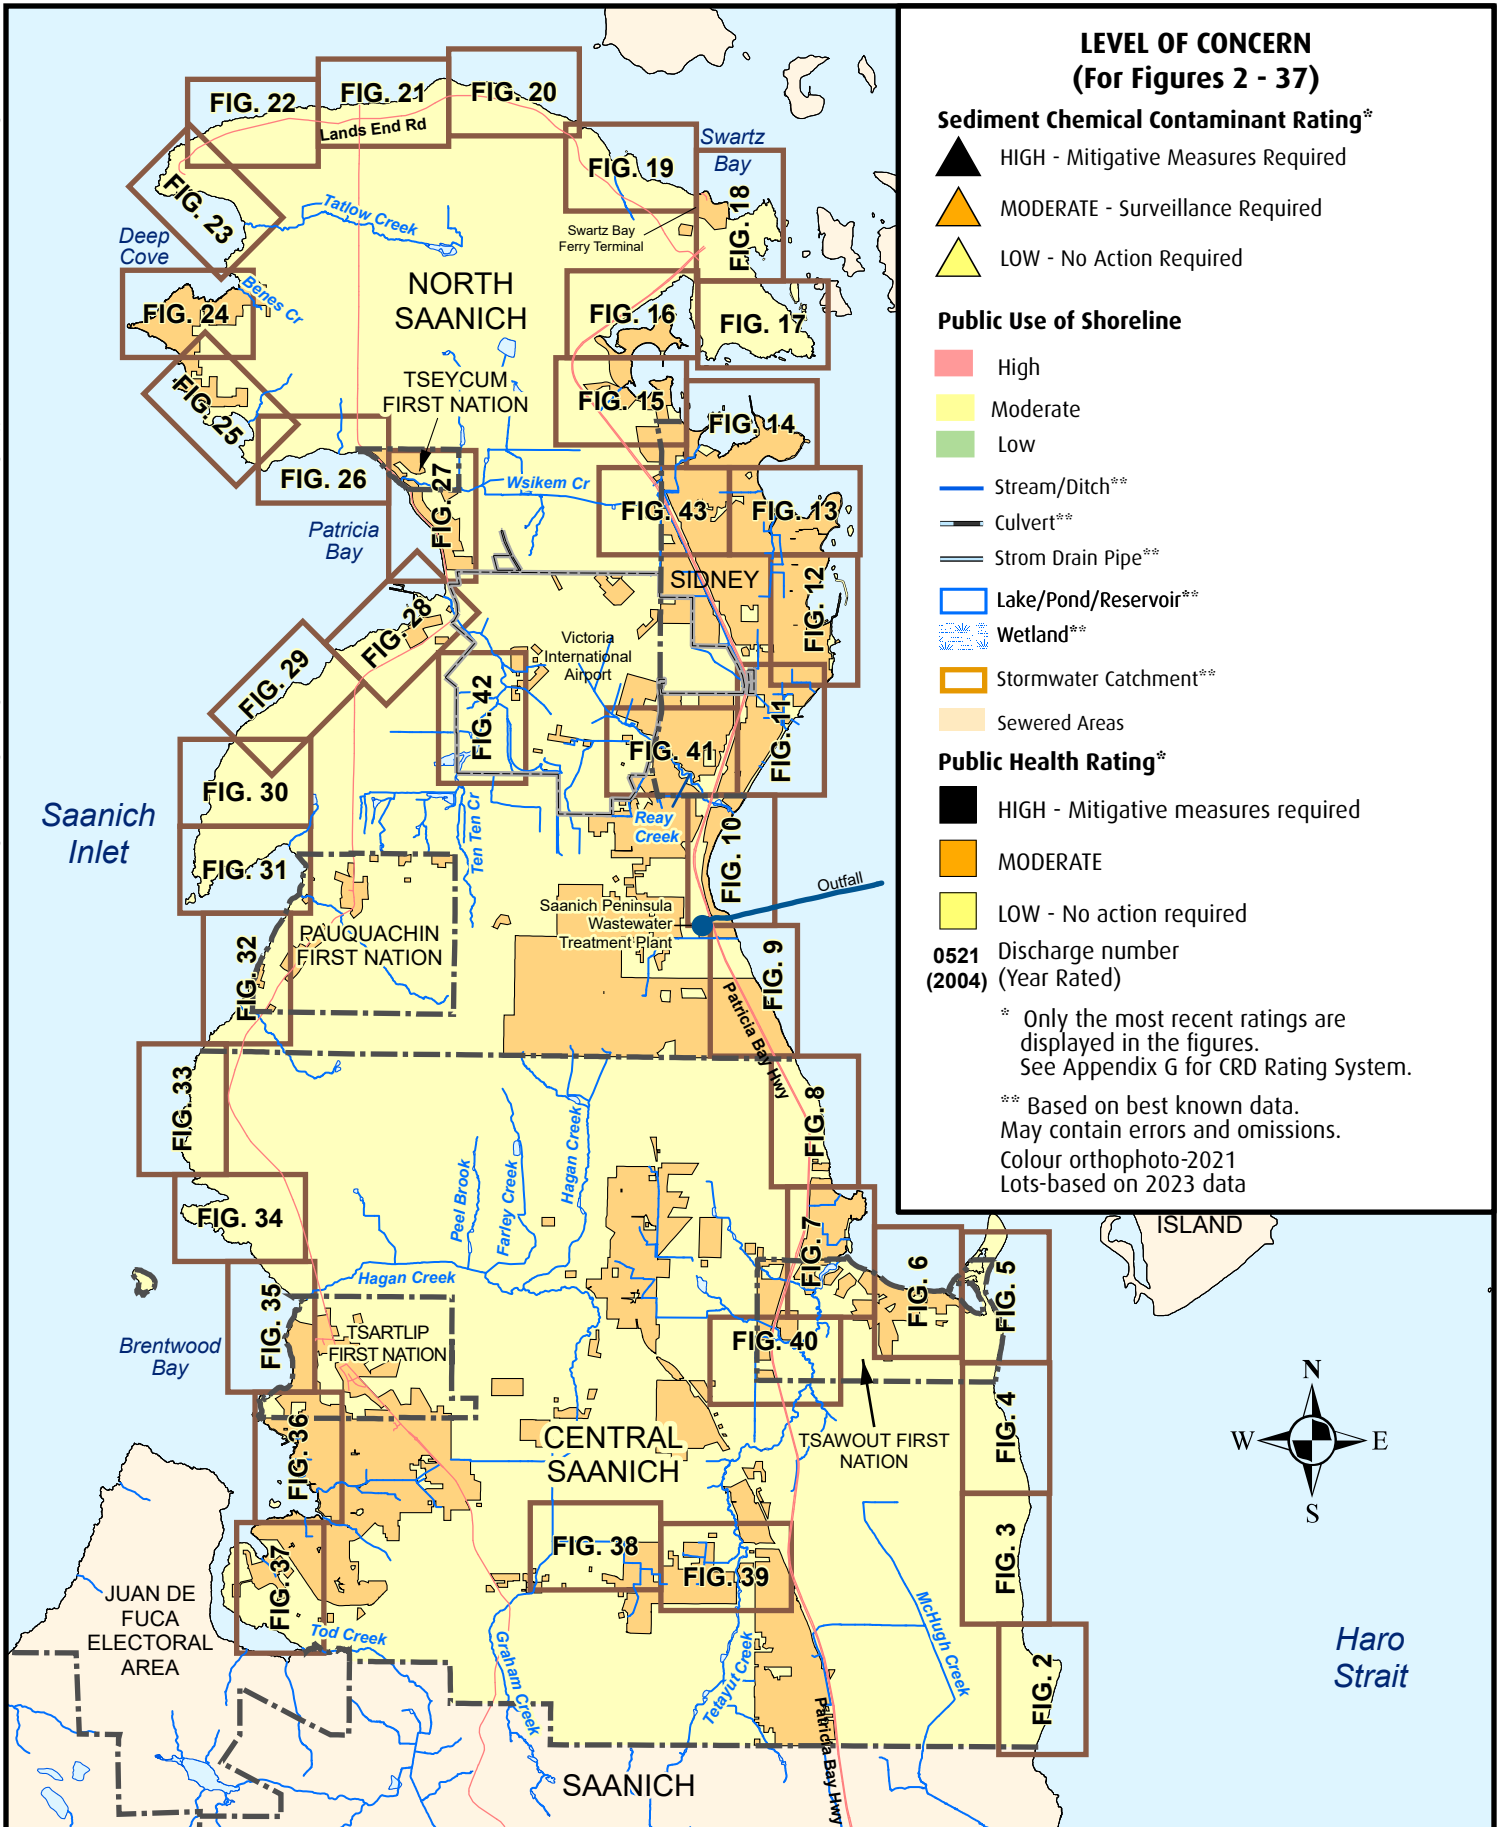 LEVEL OF CONCERN
(For Figures 2 - 37)
Sediment Chemical Contaminant Rating*
HIGH - Mitigative Measures Required
MODERATE - Surveillance Required
LOW - No Action Required
Public Use of Shoreline
High
Moderate
Low
Stream/Ditch**
Culvert**
Strom Drain Pipe**
Lake/Pond/Reservoir**
Wetland**
Stormwater Catchment**
Sewered Areas
Public Health Rating*
HIGH - Mitigative measures required
MODERATE
LOW - No action required
0521 Discharge number
(2004) (Year Rated)
* Only the most recent ratings are
displayed in the figures.
See Appendix G for CRD Rating System.
** Based on best known data.
May contain errors and omissions.
Colour orthophoto-2021
Lots-based on 2023 data
FIG. 22
FIG. 21
FIG. 20
Lands End Rd
FIG. 19
Swartz
Bay
FIG. 18
FIG. 23
Tatlow Creek
Swartz Bay
Ferry Terminal
Deep
Cove
Benes Cr
FIG. 24
NORTH
SAANICH
FIG. 16
FIG. 17
TSEYCUM
FIRST NATION
FIG. 15
FIG. 14
FIG. 25
FIG. 26
FIG. 27
Wsikem Cr
FIG. 43
FIG. 13
Patricia
Bay
SIDNEY
FIG. 12
FIG. 28
Victoria
International
Airport
FIG. 29
FIG. 42
FIG. 41
FIG. 11
FIG. 30
Saanich
Inlet
Ten Ten Cr
Reay
Creek
FIG. 10
FIG. 31
Outfall
Saanich Peninsula
Wastewater
Treatment Plant
PAUQUACHIN
FIRST NATION
FIG. 32
FIG. 9
Patricia Bay Hwy
FIG. 33
FIG. 8
Peel Brook
Farley Creek
Hagan Creek
FIG. 34
FIG. 7
ISLAND
Hagan Creek
FIG. 6
FIG. 5
FIG. 35
TSARTLIP
FIRST NATION
FIG. 40
Brentwood
Bay
FIG. 36
CENTRAL
SAANICH
TSAWOUT FIRST
NATION
FIG. 4
N
W
E
S
FIG. 38
FIG. 39
FIG. 3
FIG. 37
JUAN DE
FUCA
ELECTORAL
AREA
Tod Creek
Graham Creek
Tetayut Creek
McHugh Creek
FIG. 2
Haro
Strait
Patricia Bay Hwy
SAANICH